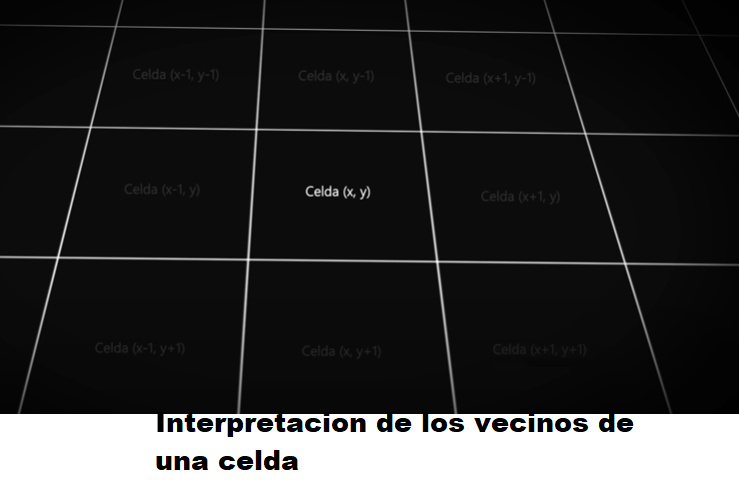 Celda (x-1, y-1) Celda (x, y-1) Celda (x+1, y-1)
Celda (x-1, y) Celda (x, y) Celda (x+1, y)
Celda (x-1, y+1) Celda (x, y+1) Celda (x+1, y+1)
Interpretacion de los vecinos de
una celda